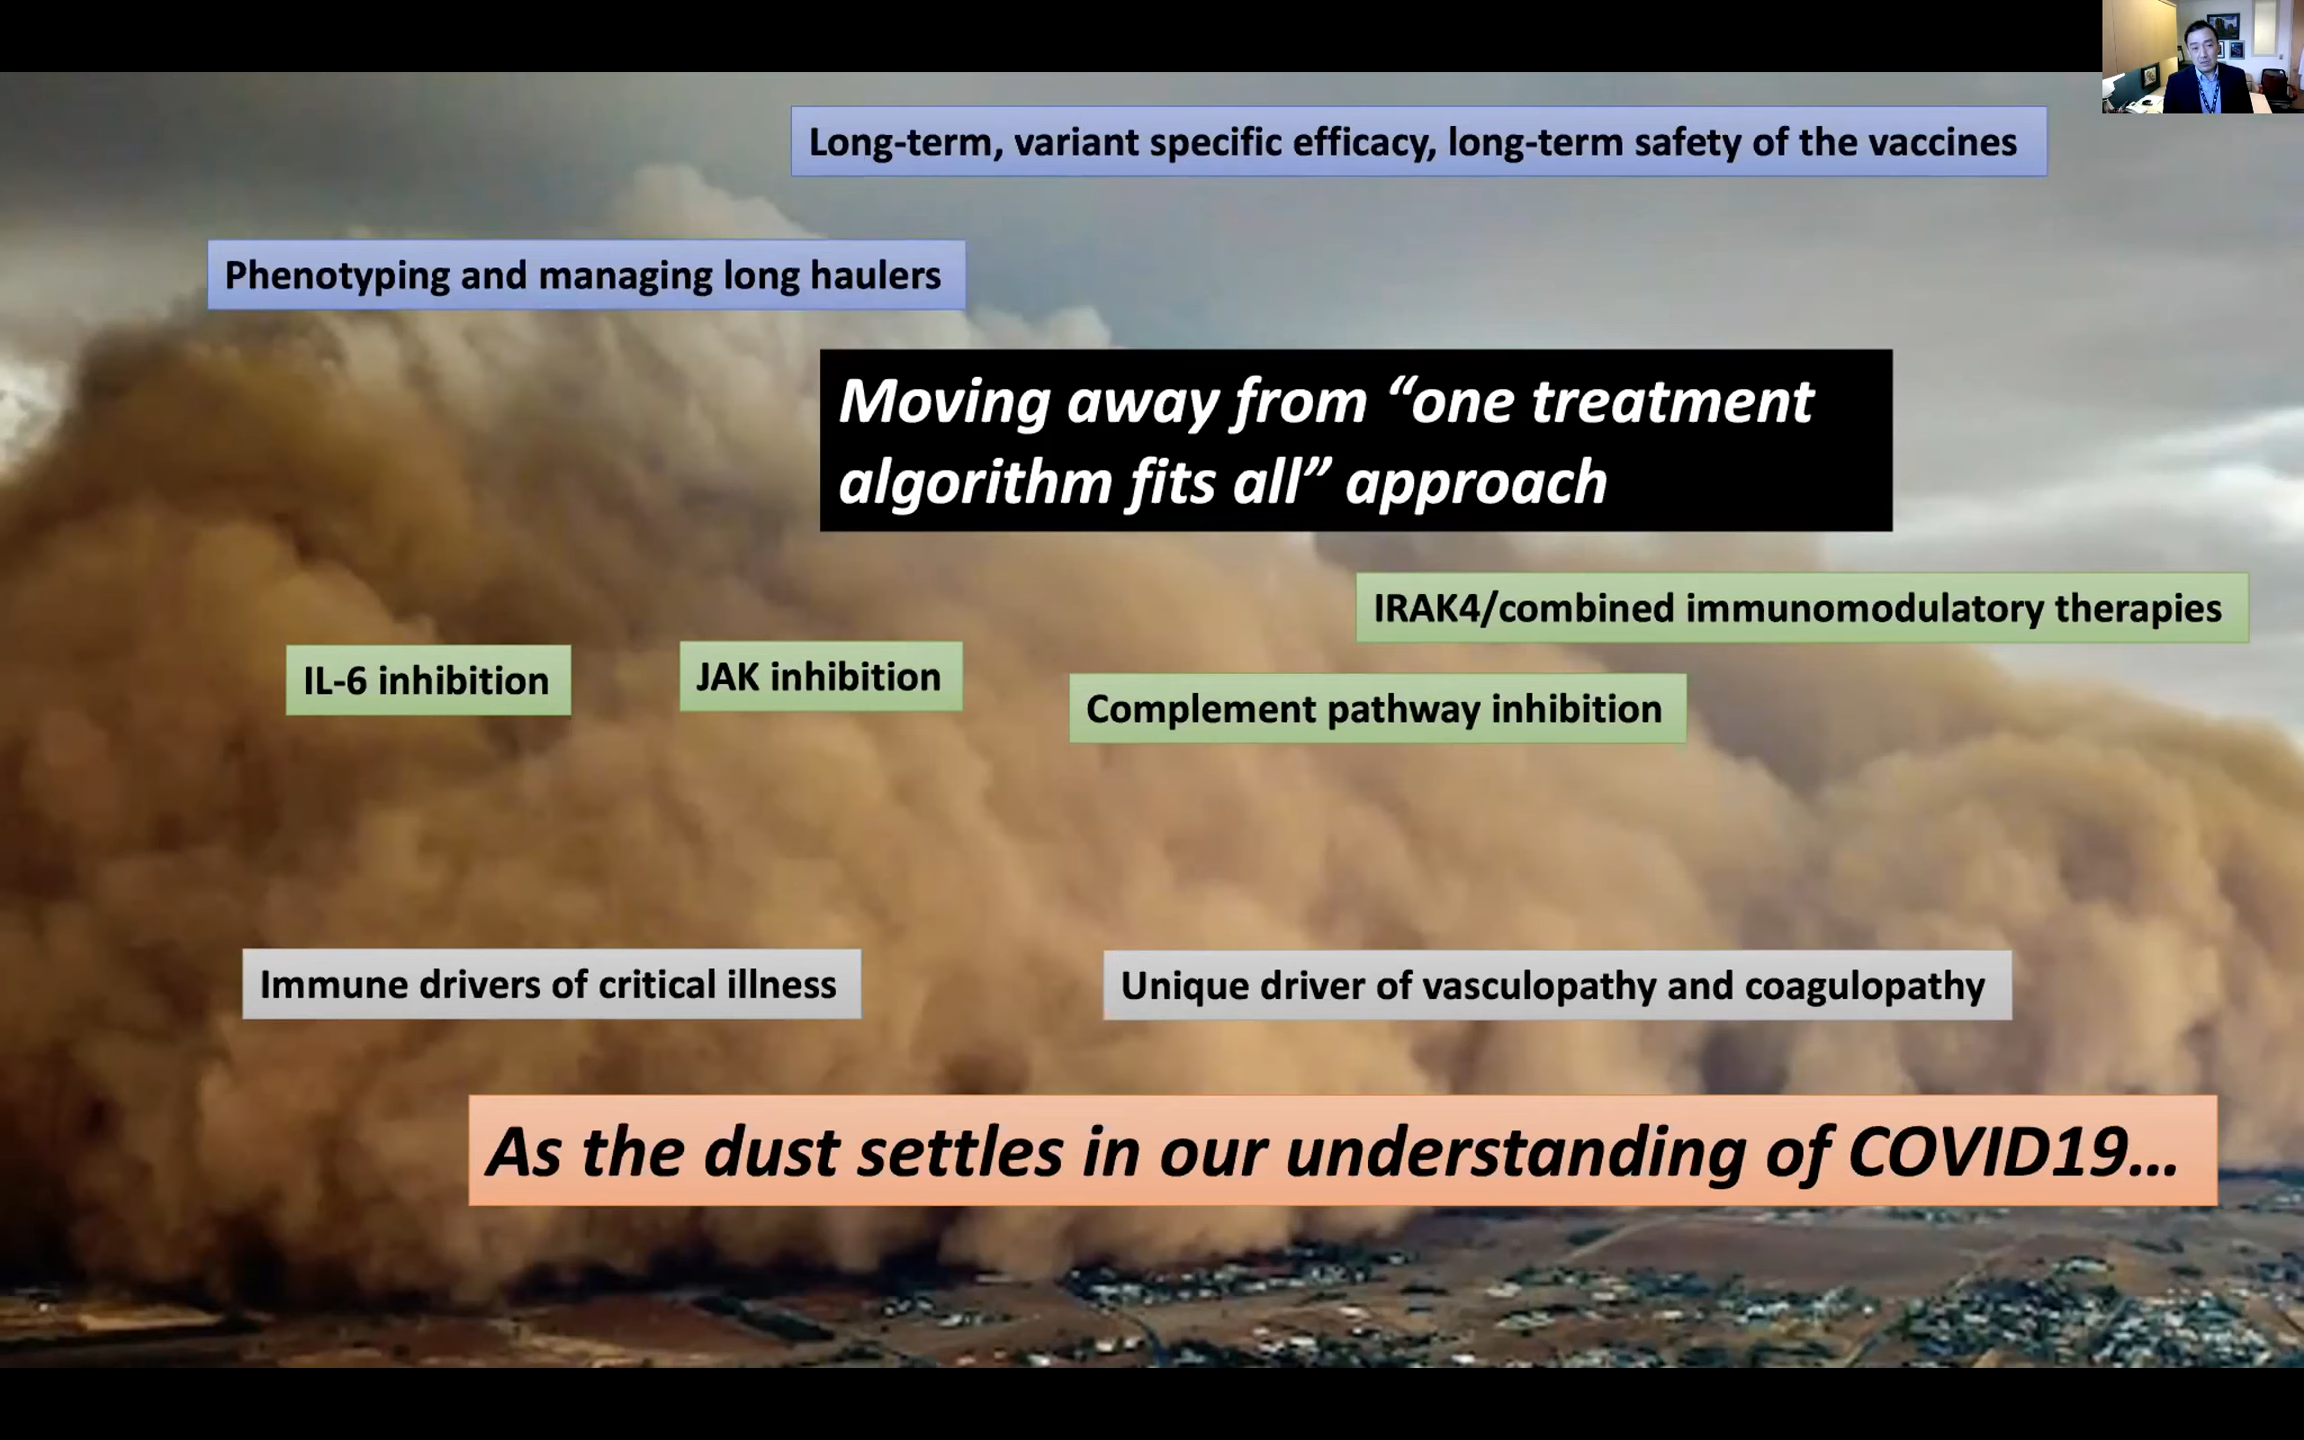 Long-term, variant specific efficacy, long-term safety of the vaccines
Phenotyping and managing long haulers
Moving away from “one treatment
algorithm fits all” approach
IRAK4/combined immunomodulatory therapies
IL-6 inhibition
JAK inhibition
Complement pathway inhibition
Immune drivers of critical illness
Unique driver of vasculopathy and coagulopathy
As the dust settles in our understanding of COVID19...